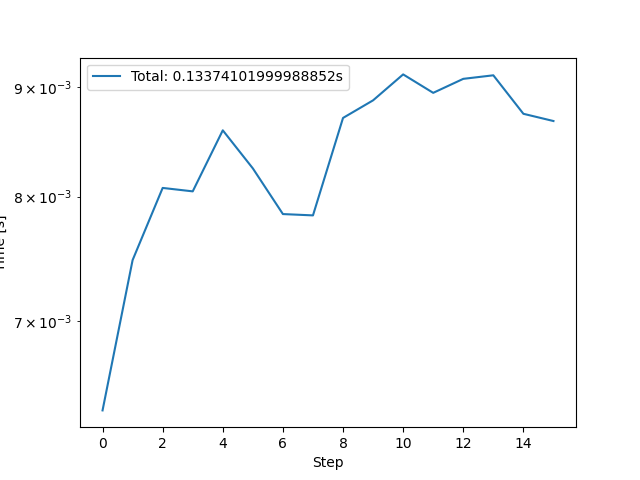 Total: 0.13374101999988852s
9 × 10⁻³
8 × 10⁻³
7 × 10⁻³
[s]
0 2 4 6 8 10 12 14
Step